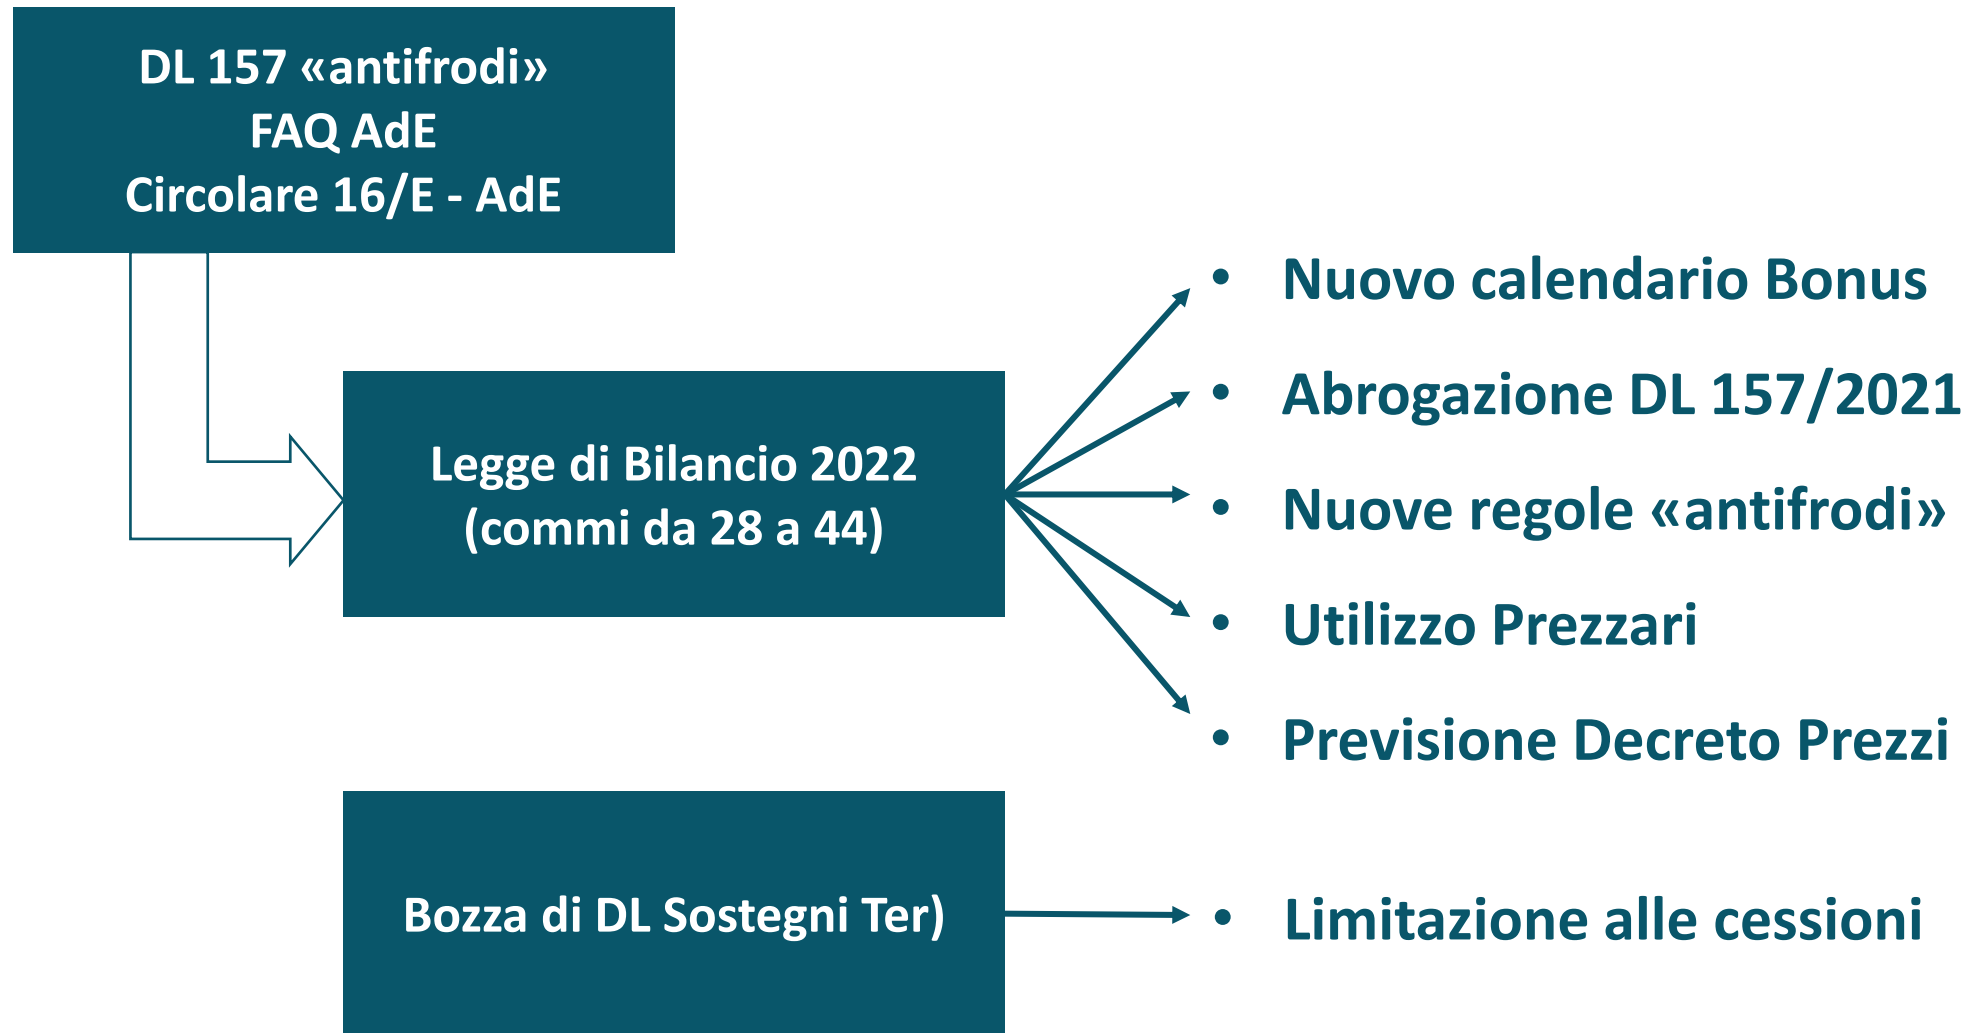 DL 157 «antifrodi»
FAQ AdE
Circolare 16/E - AdE
Legge di Bilancio 2022
(commi da 28 a 44)
• Nuovo calendario Bonus
• Abrogazione DL 157/2021
• Nuove regole «antifrodi»
• Utilizzo Prezzari
• Previsione Decreto Prezzi
Bozza di DL Sostegni Ter)
• Limitazione alle cessioni